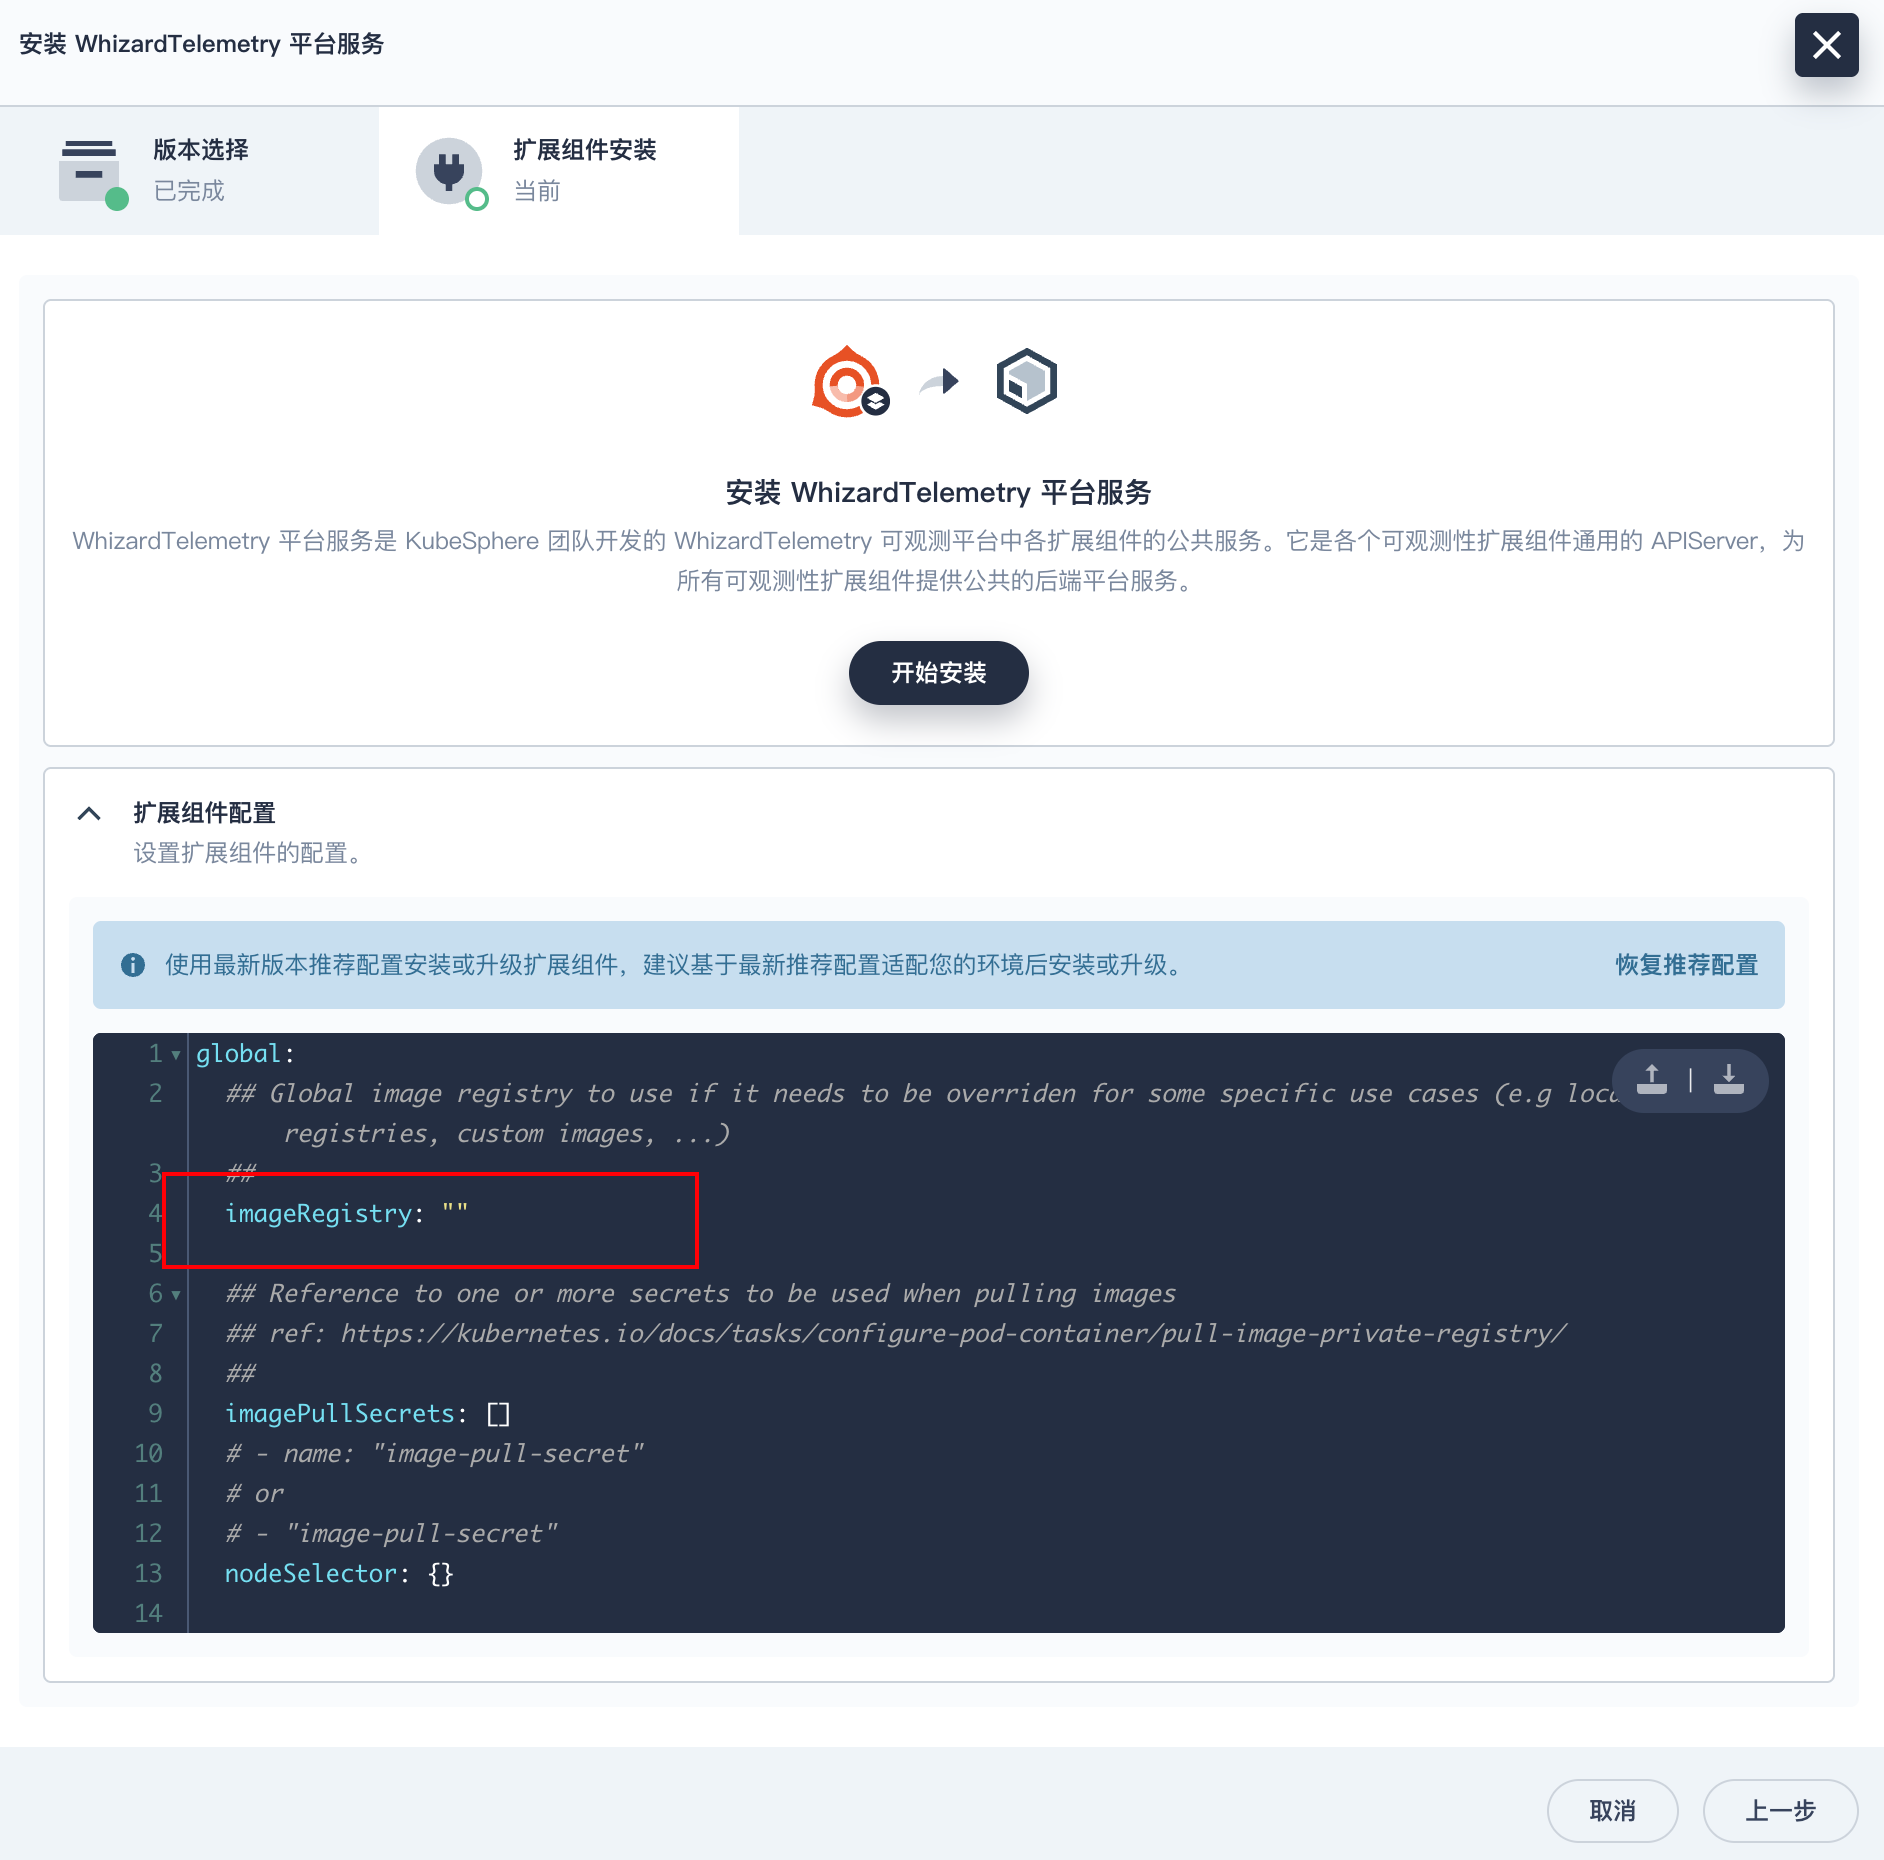 安装 WhizardTelemetry 平台服务
版本选择
已完成
扩展组件安装
当前
安装 WhizardTelemetry 平台服务
WhizardTelemetry 平台服务是 KubeSphere 团队开发的 WhizardTelemetry 可观测平台中各扩展组件的公共服务。它是各个可观测性扩展组件通用的 APIServer，为
所有可观测性扩展组件提供公共的后端平台服务。
开始安装
扩展组件配置
设置扩展组件的配置。
使用最新版本推荐配置安装或升级扩展组件，建议基于最新推荐配置适配您的环境后安装或升级。 恢复推荐配置
1 global:
2 ## Global image registry to use if it needs to be overriden for some specific use cases (e.g
registries, custom images, ...)
3 ##
4 imageRegistry: ""
5
6 ## Reference to one or more secrets to be used when pulling images
7 ## ref: https://kubernetes.io/docs/tasks/configure-pod-container/pull-image-private-registry/
8 ##
9 imagePullSecrets: []
10 # - name: "image-pull-secret"
11 # or
12 # - "image-pull-secret"
13 nodeSelector: {}
14
取消 上一步